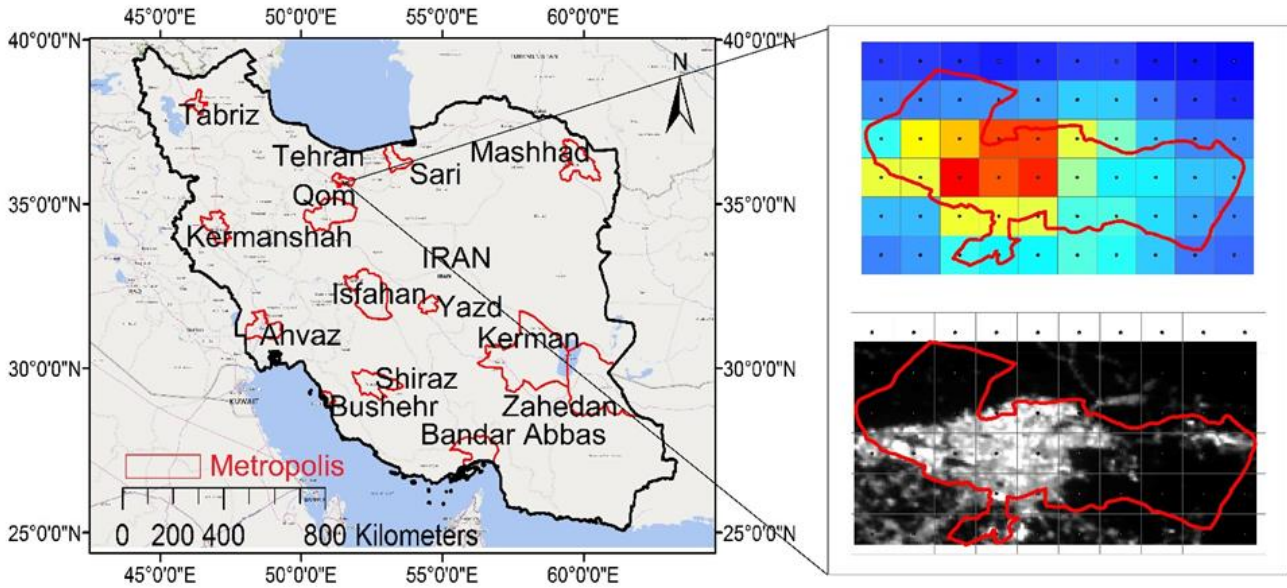 45°0'0"E 50°0'0"E 55°0'0"E 60°0'0"E
40°0'0"N 40°0'0"N
N
Tabriz
Tehran Mashhad
Sari
Qom
35°0'0"N 35°0'0"N
Kermanshah
IRAN
Isfahan Yazd
Ahvaz Kerman
30°0'0"N 30°0'0"N
Shiraz
KUWAIT
Bushehr Zahedan
Bandar Abbas
Metropolis
25°0'0"N 25°0'0"N
0 200 400 800 Kilometers
45°0'0"E 50°0'0"E 55°0'0"E 60°0'0"E